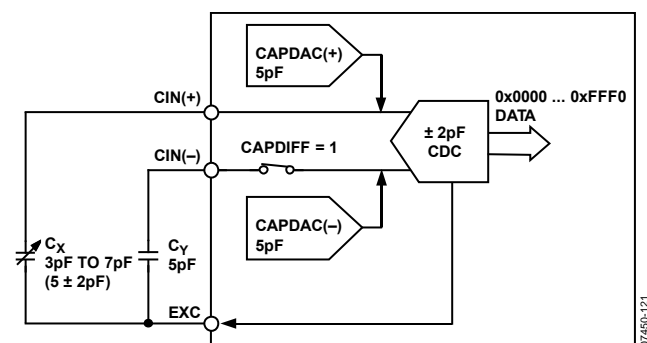 CAPDAC(+)
5pF
CIN(+)
0x0000 ... 0xFFF0
DATA
± 2pF
CDC
CIN(–)
CAPDIFF = 1
CAPDAC(–)
5pF
CX
3pF TO 7pF
(5 ± 2pF)
CY
5pF
EXC
07450-121